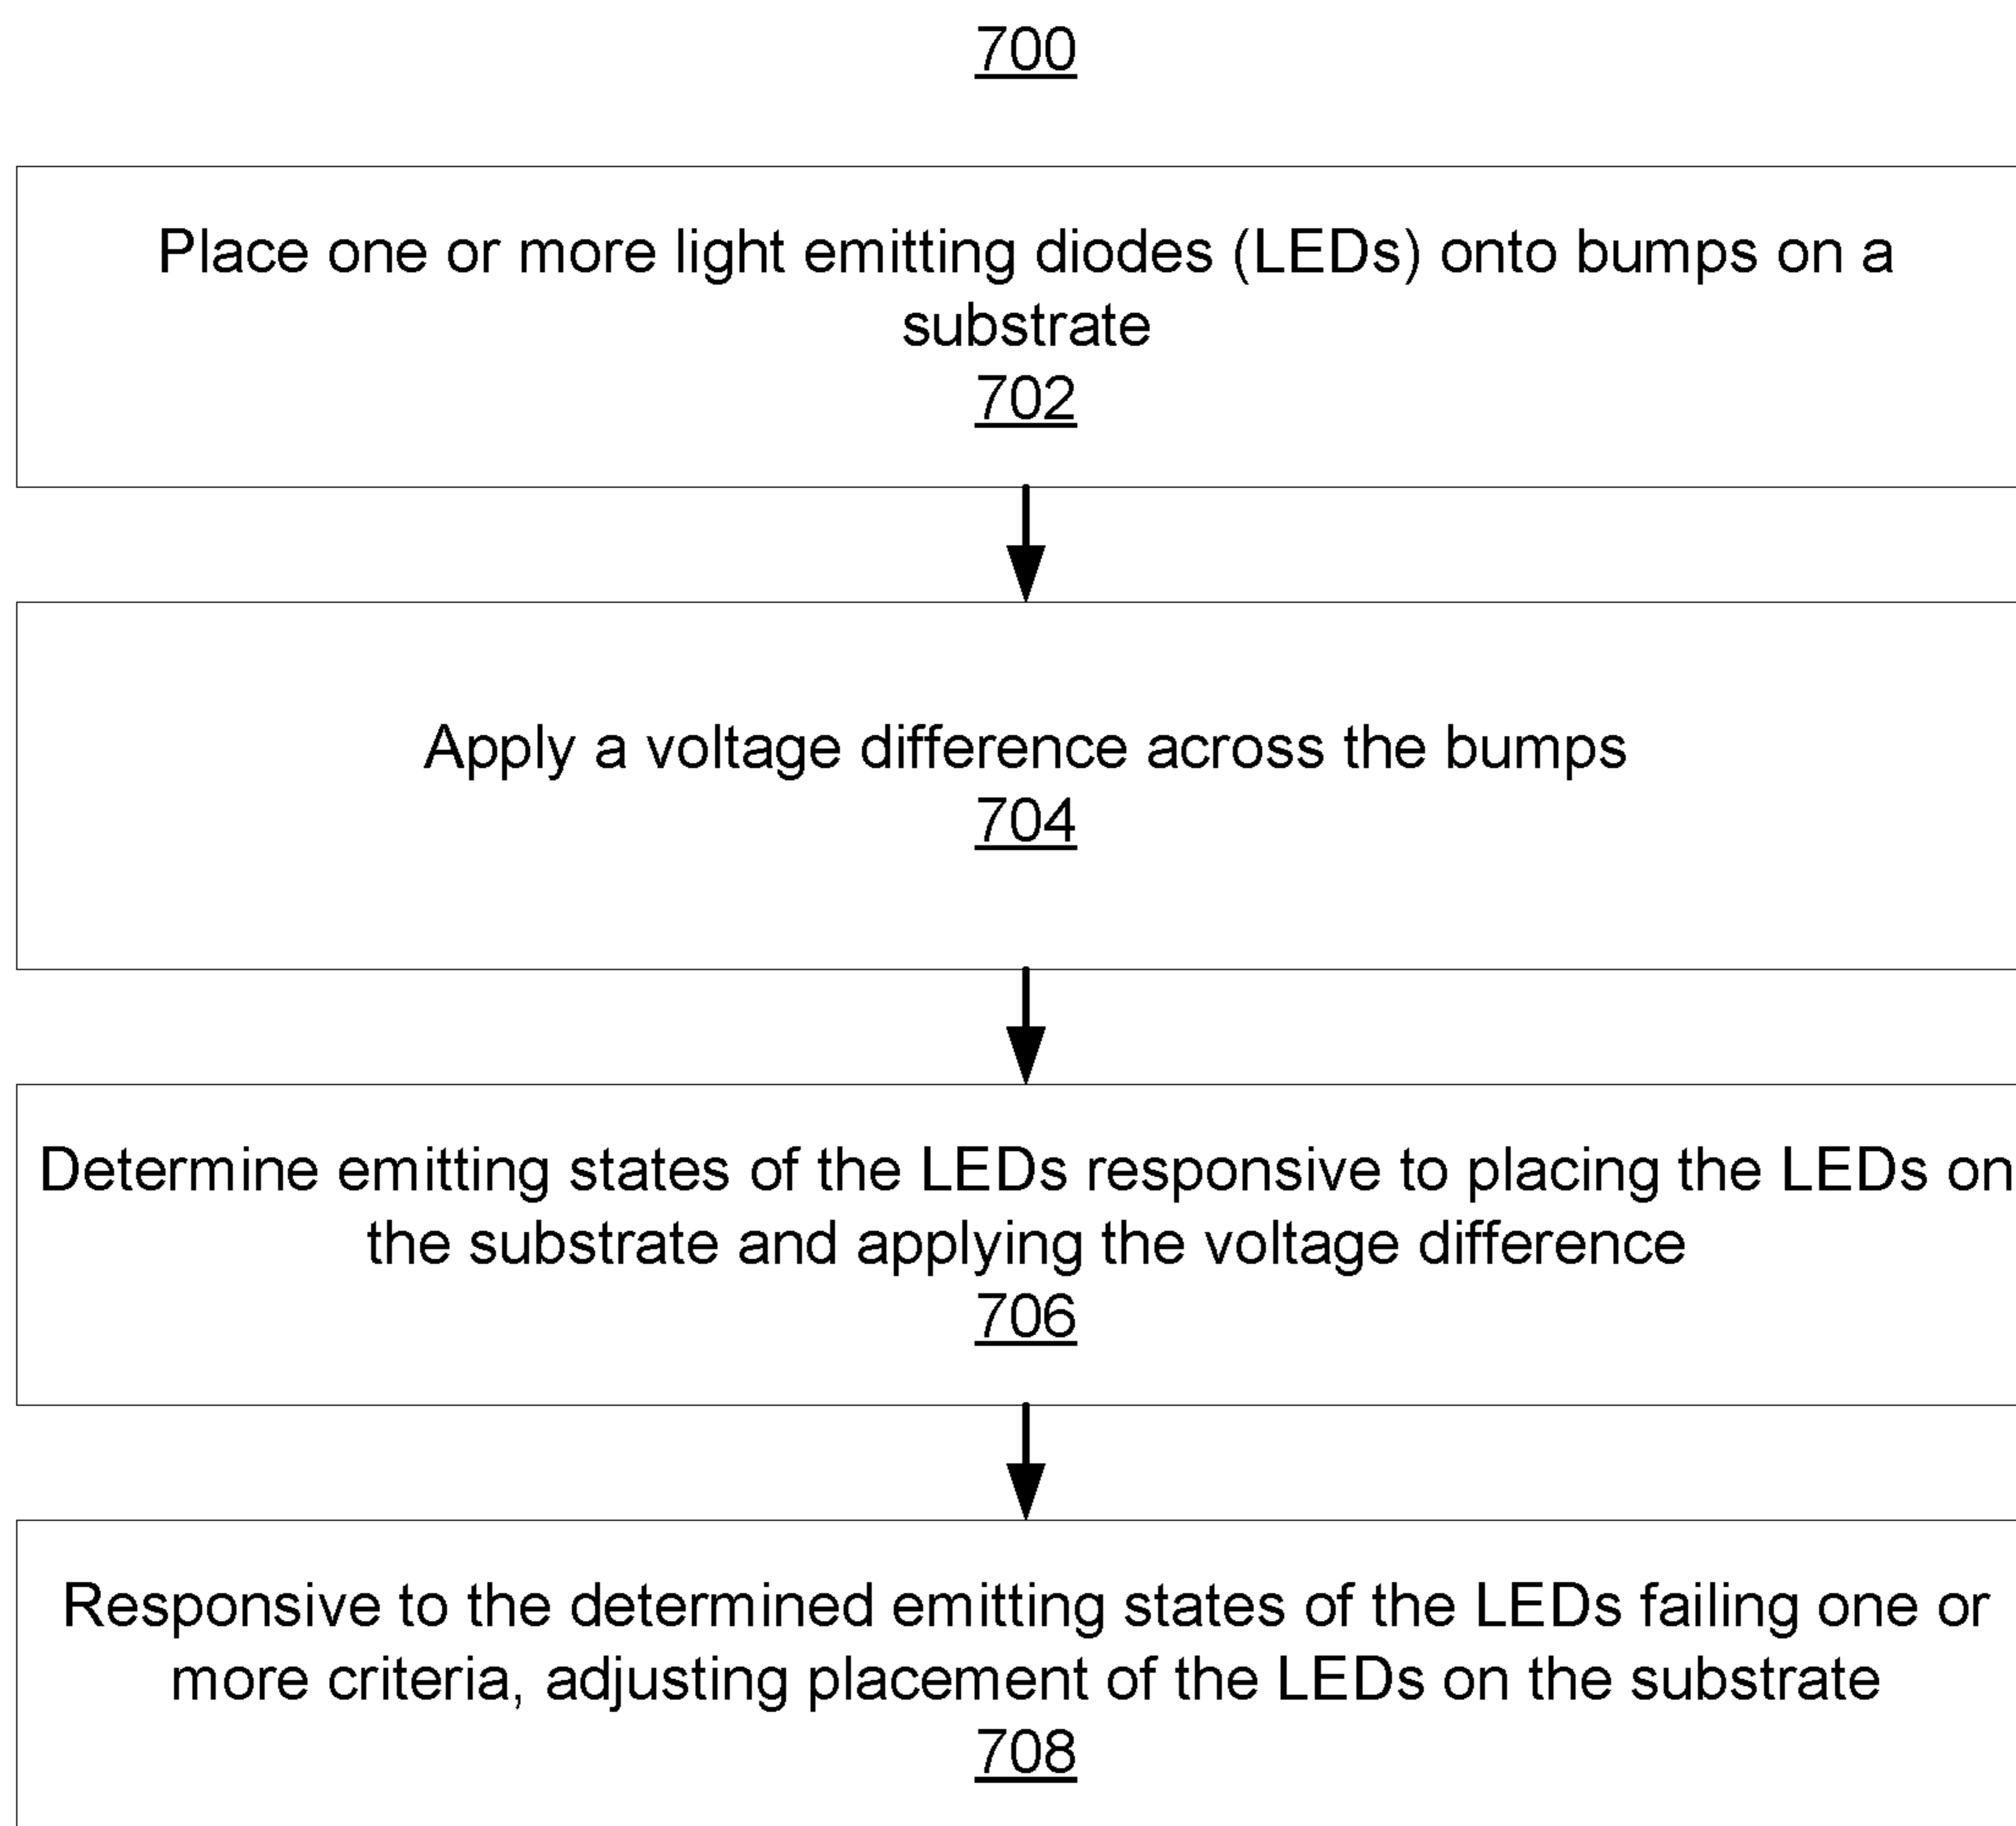 700
Place one or more light emitting diodes (LEDs) onto bumps on a
substrate
702
Apply a voltage difference across the bumps
704
Determine emitting states of the LEDs responsive to placing the LEDs on
the substrate and applying the voltage difference
706
Responsive to the determined emitting states of the LEDs failing one or
more criteria, adjusting placement of the LEDs on the substrate
708